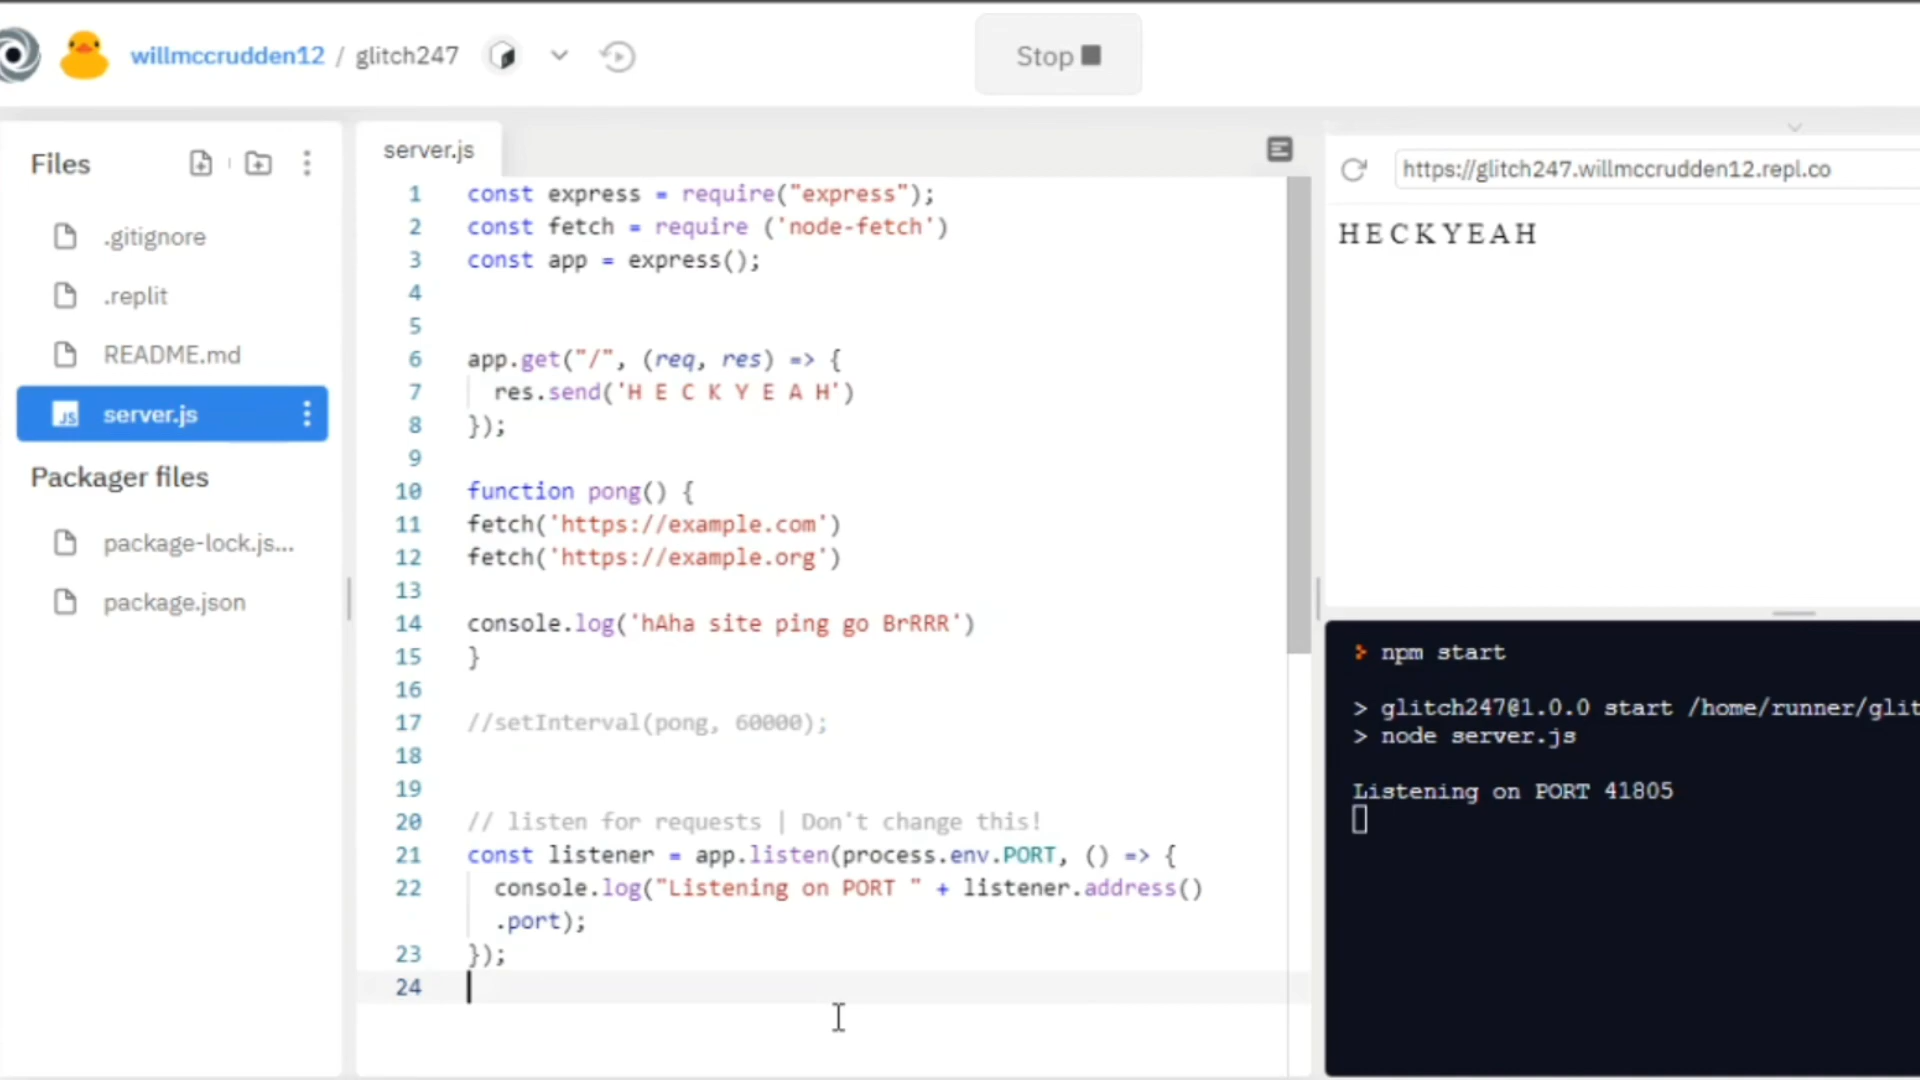 willmccrudden12 / glitch247
Stop
Files
server.js
https://glitch247.willmccrudden12.repl.co
.gitignore
.replit
README.md
server.js
Packager files
package-lock.js...
package.json
1 const express = require("express");
2 const fetch = require ('node-fetch')
3 const app = express();
4
5
6 app.get("/", (req, res) => {
7 res.send('H E C K Y E A H')
8 });
9
10 function pong() {
11 fetch('https://example.com')
12 fetch('https://example.org')
13
14 console.log('hAha site ping go BrRRR')
15 }
16
17 //setInterval(pong, 60000);
18
19
20 // listen for requests | Don't change this!
21 const listener = app.listen(process.env.PORT, () => {
22 console.log("Listening on PORT " + listener.address()
.port);
23 });
24
H E C K Y E A H
npm start
> glitch247@1.0.0 start /home/runner/glit
> node server.js
Listening on PORT 41805